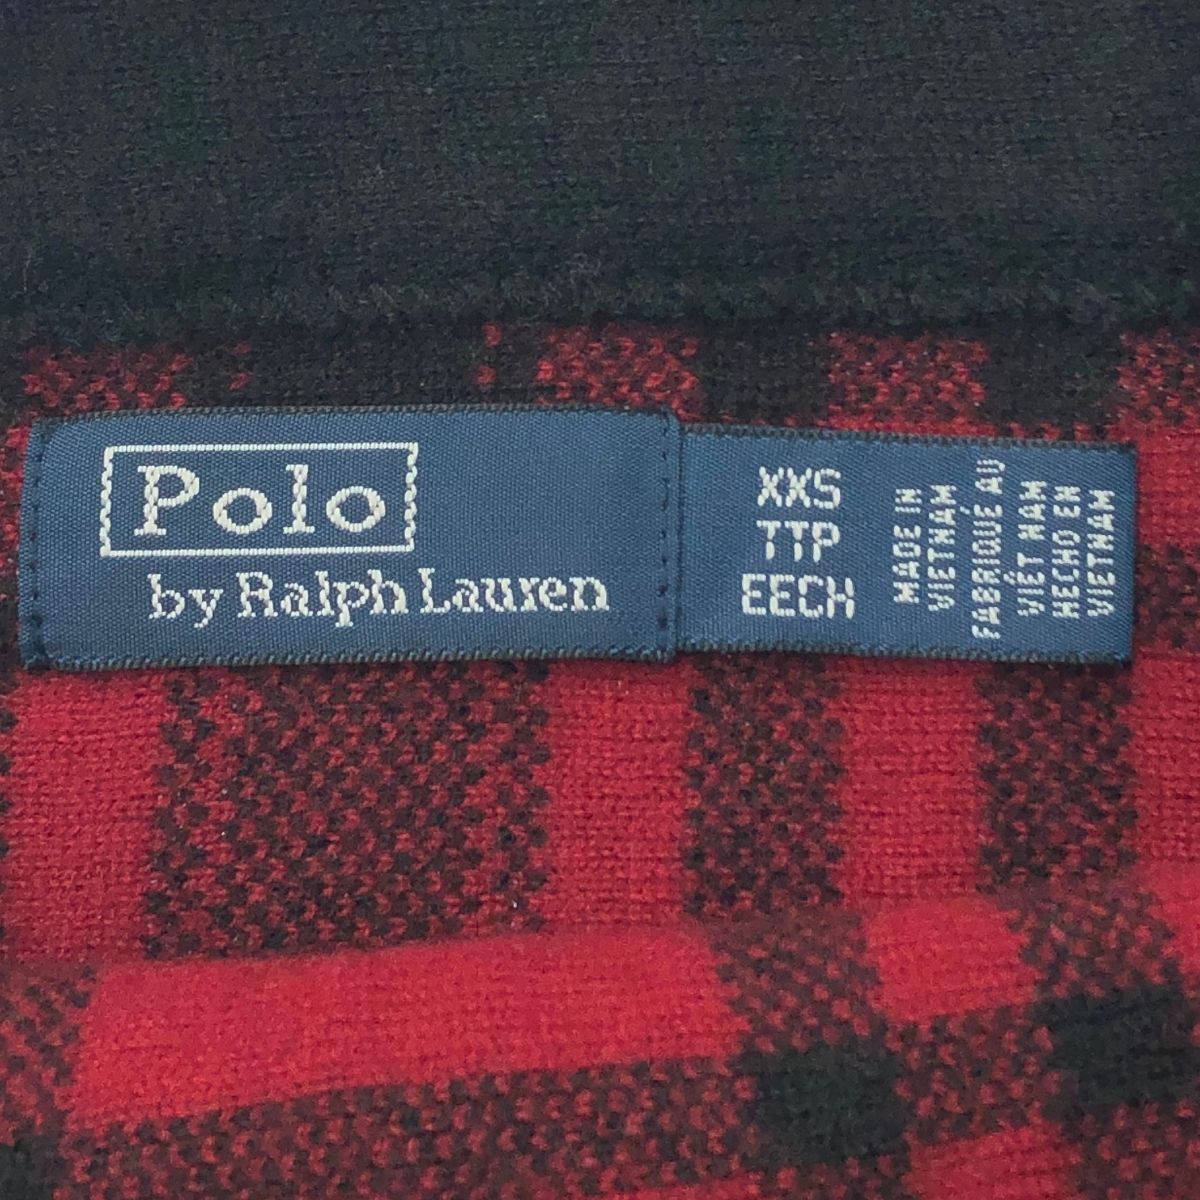 Polo
by Ralph Lauren
XXS
TTP
EECH
MADE IN
VIETNAM
FABRIQUÉ AU
VIÊT NAM
HECHO EN
VIETNAM